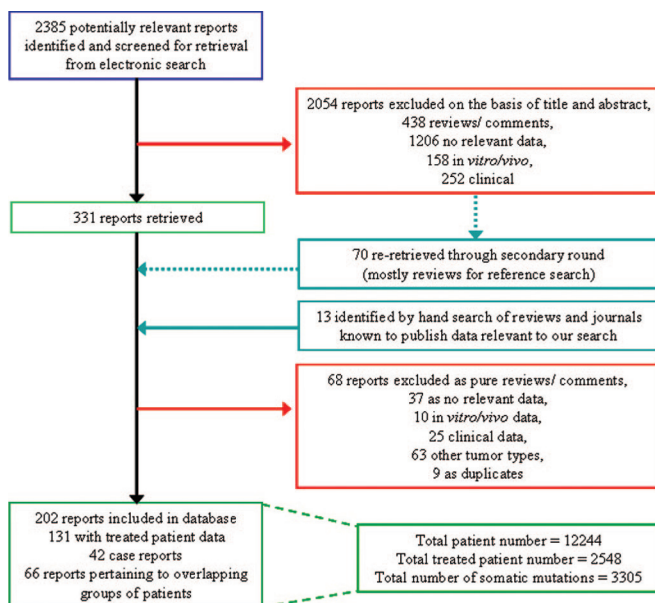 2385 potentially relevant reports
identified and screened for retrieval
from electronic search
2054 reports excluded on the basis of title and abstract,
438 reviews/ comments,
1206 no relevant data,
158 in vitro/vivo,
252 clinical
331 reports retrieved
70 re-retrieved through secondary round
(mostly reviews for reference search)
13 identified by hand search of reviews and journals
known to publish data relevant to our search
68 reports excluded as pure reviews/ comments,
37 as no relevant data,
10 in vitro/vivo data,
25 clinical data,
63 other tumor types,
9 as duplicates
202 reports included in database
131 with treated patient data
42 case reports
66 reports pertaining to overlapping
groups of patients
Total patient number = 12244
Total treated patient number = 2548
Total number of somatic mutations = 3305